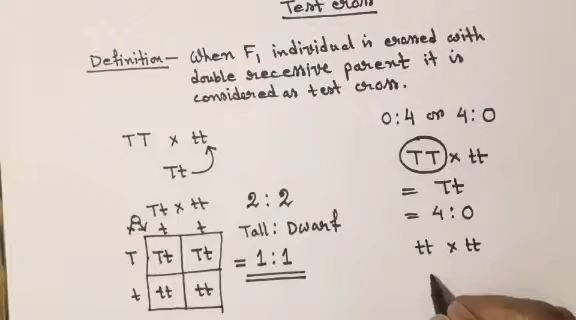 Test cross
Definition — When F₁ individual is crossed with
double recessive parent it is
considered as test cross.
TT × tt
Tt
Tt × tt
t t
T Tt Tt
t tt tt
2 : 2
Tall : Dwarf
= 1 : 1
0:4 or 4:0
TT × tt
= Tt
= 4:0
tt × tt